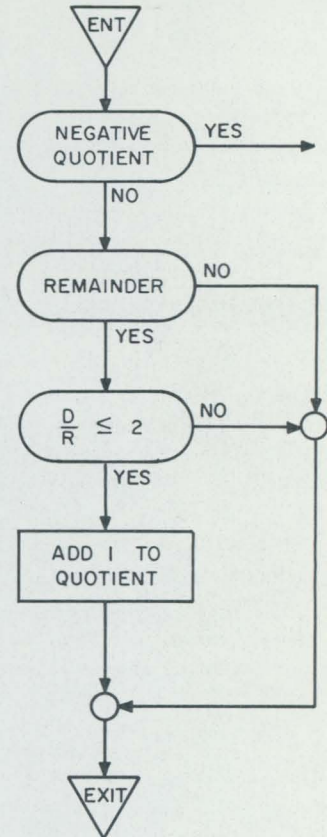 ENT
NEGATIVE
QUOTIENT
YES
NO
REMAINDER
NO
YES
D/R ≤ 2
NO
YES
ADD 1 TO
QUOTIENT
EXIT